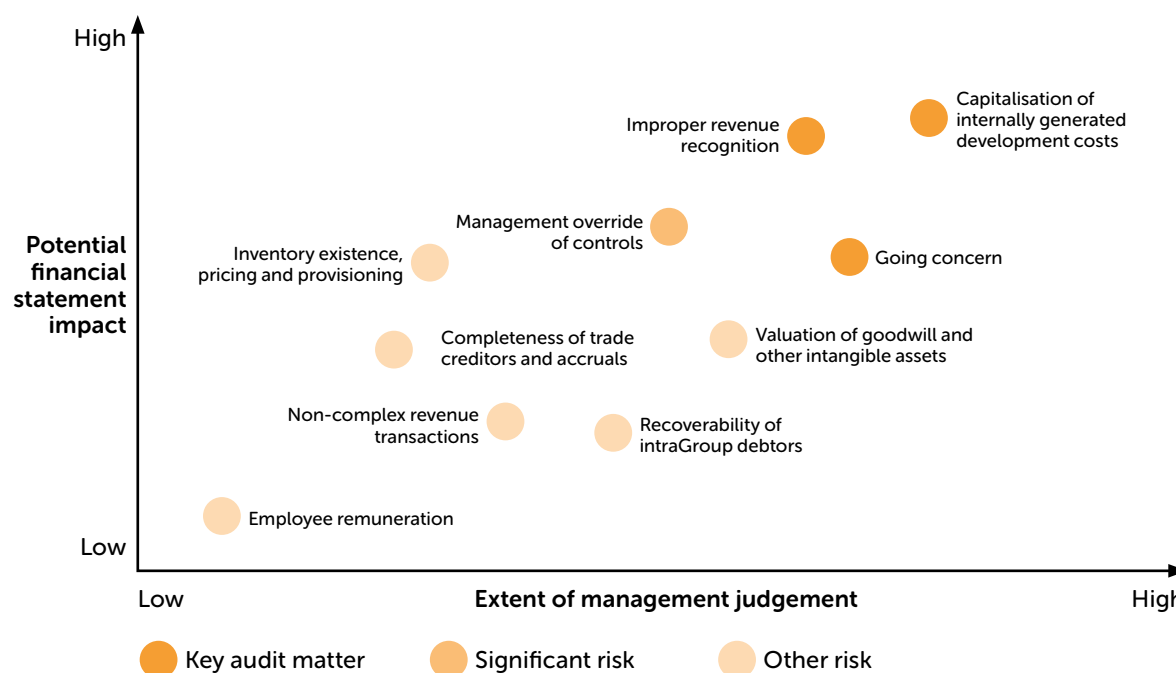 High
Capitalisation of
internally generated
development costs
Improper revenue
recognition
Management override
of controls
Potential
financial
statement
impact
Inventory existence,
pricing and provisioning
Going concern
Completeness of trade
creditors and accruals
Valuation of goodwill and
other intangible assets
Non-complex revenue
transactions
Recoverability of
intraGroup debtors
Employee remuneration
Low
Low
Extent of management judgement
High
Key audit matter
Significant risk
Other risk